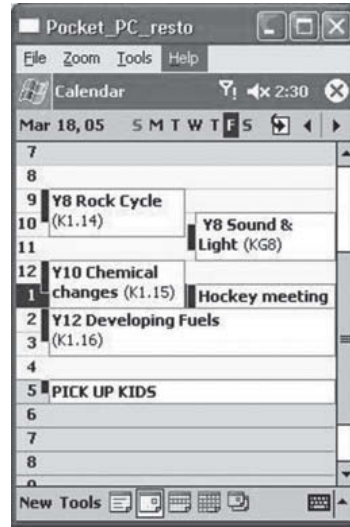 Pocket_PC_resto
File Zoom Tools Help
Calendar 2:30
Mar 18, 05 S M T W T F S
7
8
9 Y8 Rock Cycle
10 (K1.14) Y8 Sound &
11 Light (KG8)
12 Y10 Chemical
1 changes (K1.15) Hockey meeting
2 Y12 Developing Fuels
3 (K1.16)
4
5 PICK UP KIDS
6
7
8
New Tools